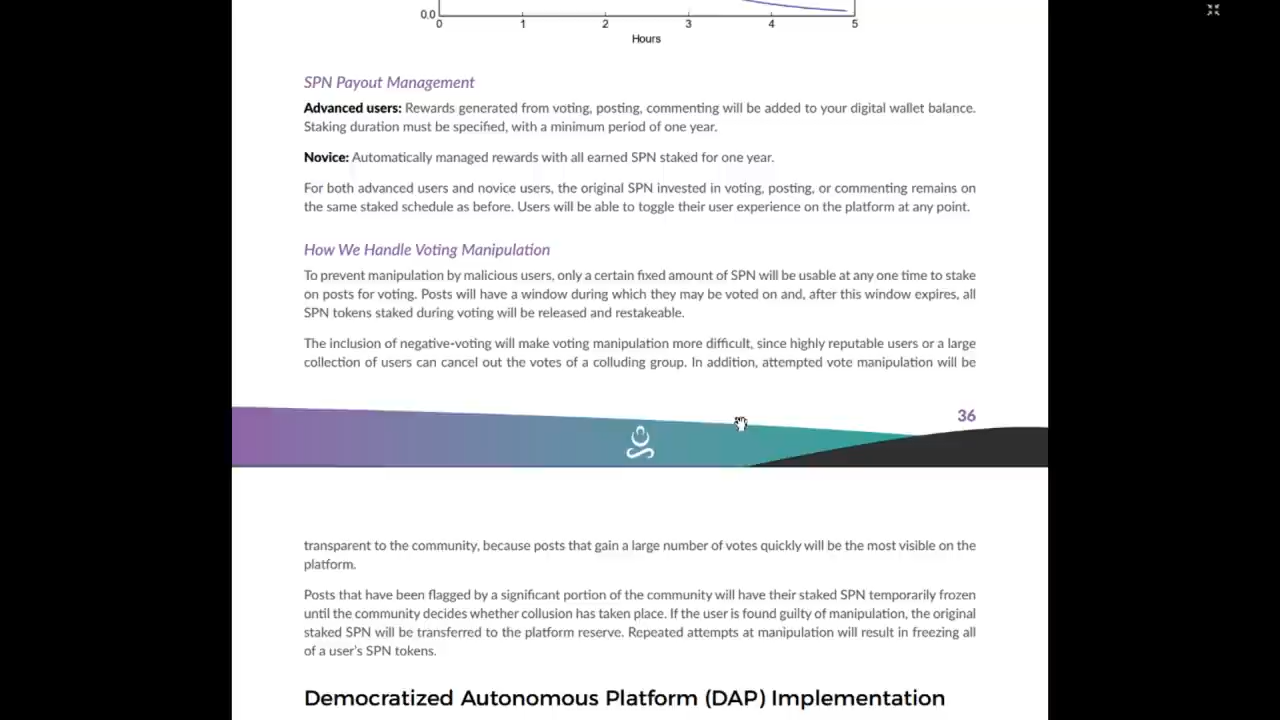 0.0
0 1 2 3 4 5
Hours
SPN Payout Management
Advanced users: Rewards generated from voting, posting, commenting will be added to your digital wallet balance.
Staking duration must be specified, with a minimum period of one year.
Novice: Automatically managed rewards with all earned SPN staked for one year.
For both advanced users and novice users, the original SPN invested in voting, posting, or commenting remains on
the same staked schedule as before. Users will be able to toggle their user experience on the platform at any point.
How We Handle Voting Manipulation
To prevent manipulation by malicious users, only a certain fixed amount of SPN will be usable at any one time to stake
on posts for voting. Posts will have a window during which they may be voted on and, after this window expires, all
SPN tokens staked during voting will be released and restakeable.
The inclusion of negative-voting will make voting manipulation more difficult, since highly reputable users or a large
collection of users can cancel out the votes of a colluding group. In addition, attempted vote manipulation will be
36
transparent to the community, because posts that gain a large number of votes quickly will be the most visible on the
platform.
Posts that have been flagged by a significant portion of the community will have their staked SPN temporarily frozen
until the community decides whether collusion has taken place. If the user is found guilty of manipulation, the original
staked SPN will be transferred to the platform reserve. Repeated attempts at manipulation will result in freezing all
of a user's SPN tokens.
Democratized Autonomous Platform (DAP) Implementation